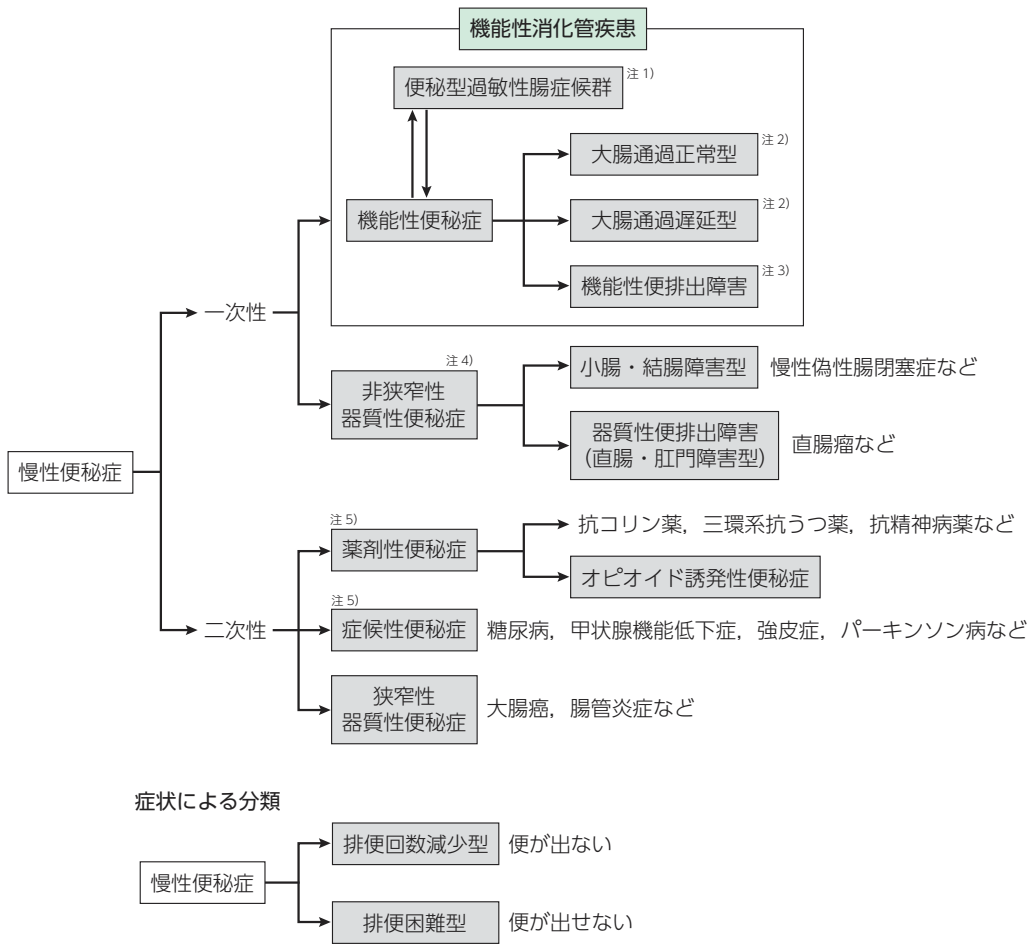 機能性消化管疾患
便秘型過敏性腸症候群 注1)
大腸通過正常型 注2)
機能性便秘症
大腸通過遅延型 注2)
機能性便排出障害 注3)
一次性
注4)
非狭窄性
器質性便秘症
小腸・結腸障害型 慢性偽性腸閉塞症など
器質性便排出障害
(直腸・肛門障害型)
直腸瘤など
慢性便秘症
注5)
薬剤性便秘症
抗コリン薬，三環系抗うつ薬，抗精神病薬など
オピオイド誘発性便秘症
二次性
注5)
症候性便秘症 糖尿病，甲状腺機能低下症，強皮症，パーキンソン病など
狭窄性
器質性便秘症
大腸癌，腸管炎症など
症状による分類
慢性便秘症
排便回数減少型 便が出ない
排便困難型 便が出せない